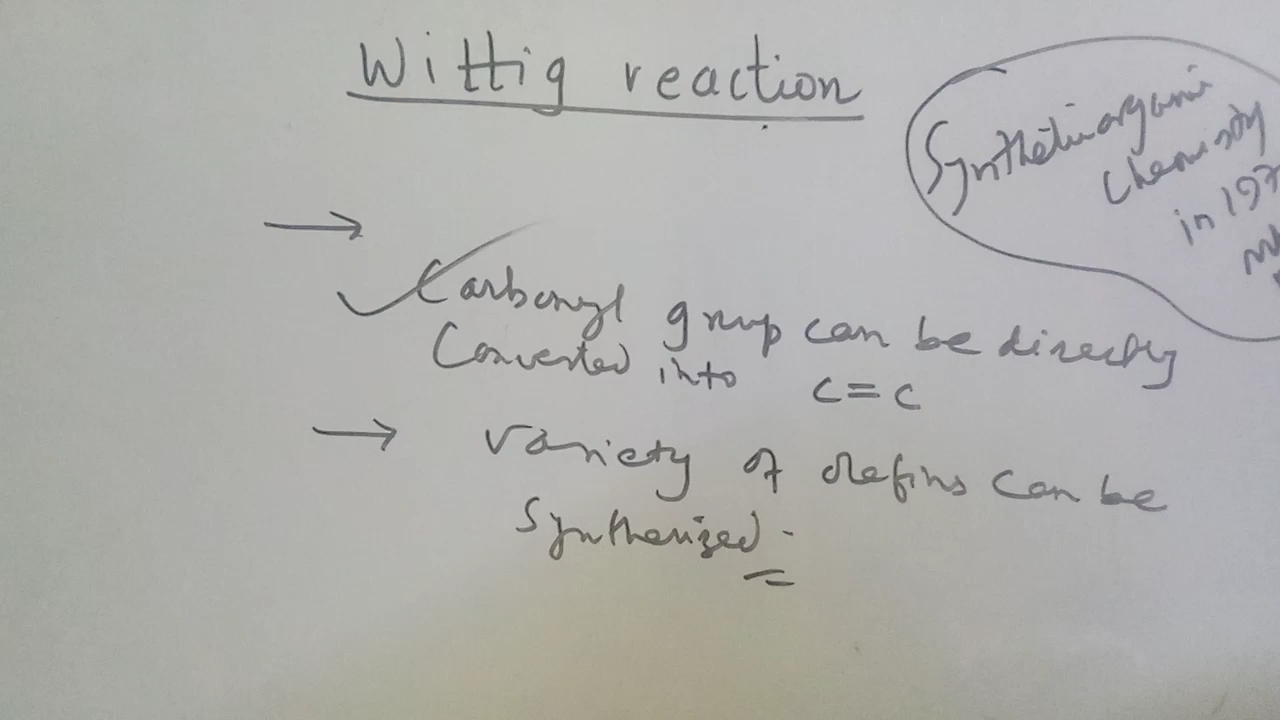 Wittig reaction
Synthetic organic
Chemistry
in 197
→
Carbonyl group can be directly
Converted into C=C
→ Variety of olefins can be
Synthesized.